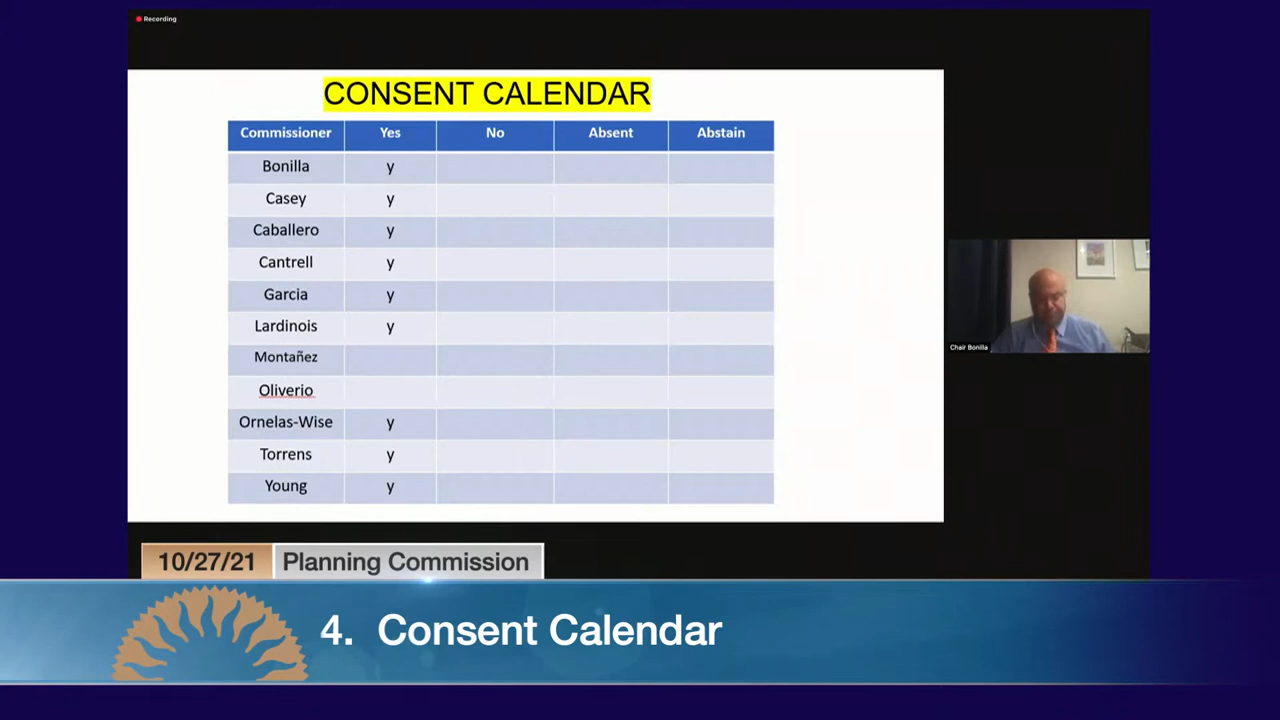 Recording
CONSENT CALENDAR
Commissioner Yes No Absent Abstain
Bonilla y
Casey y
Caballero y
Cantrell y
Garcia y
Lardinois y
Montañez
Oliverio
Ornelas-Wise y
Torrens y
Young y
Chair Bonilla
10/27/21 Planning Commission
4. Consent Calendar